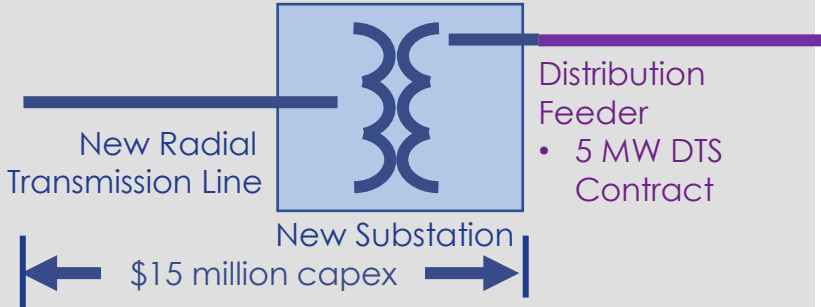 New Radial
Transmission Line
Distribution
Feeder
• 5 MW DTS
Contract
New Substation
$15 million capex